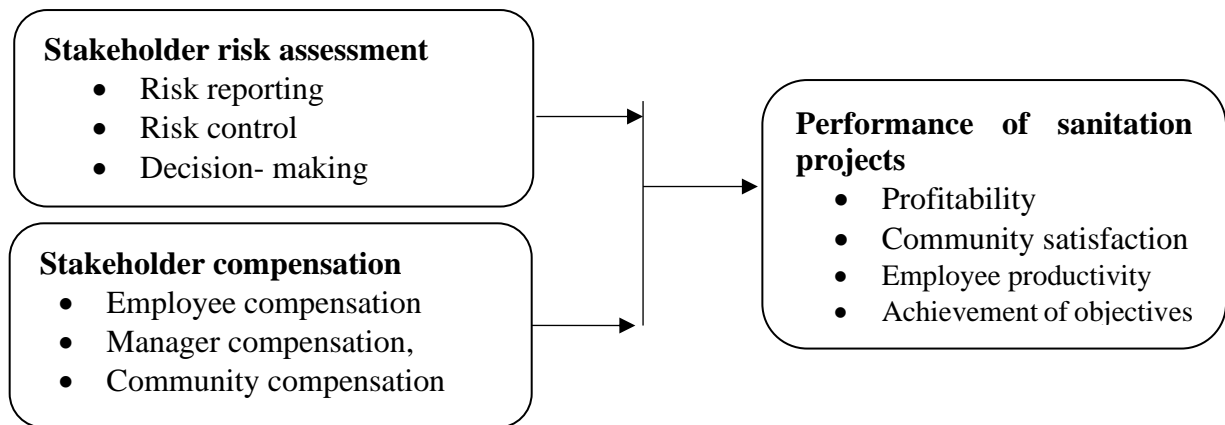 Stakeholder risk assessment
• Risk reporting
• Risk control
• Decision- making
Stakeholder compensation
• Employee compensation
• Manager compensation,
• Community compensation
Performance of sanitation
projects
• Profitability
• Community satisfaction
• Employee productivity
• Achievement of objectives